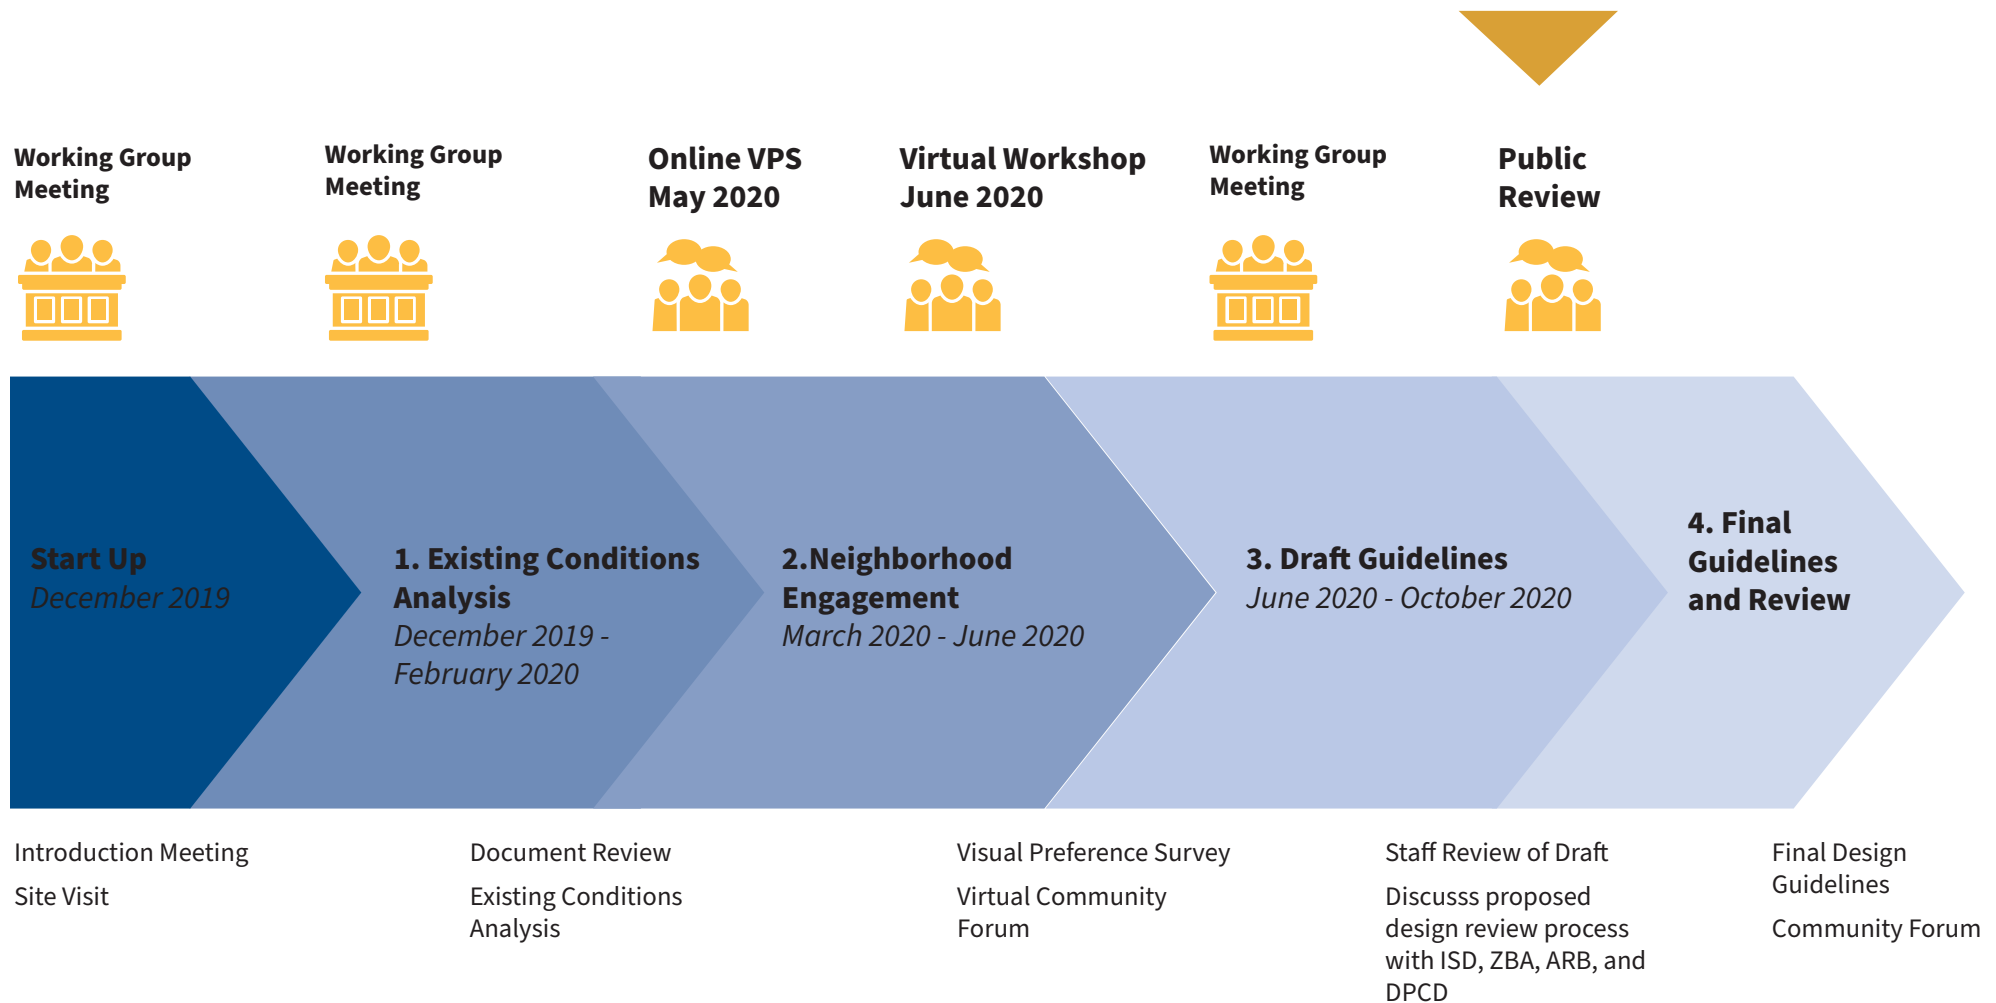 Working Group
Meeting
Working Group
Meeting
Online VPS
May 2020
Virtual Workshop
June 2020
Working Group
Meeting
Public
Review
Start Up
December 2019
1. Existing Conditions
Analysis
December 2019 -
February 2020
2.Neighborhood
Engagement
March 2020 - June 2020
3. Draft Guidelines
June 2020 - October 2020
4. Final
Guidelines
and Review
Introduction Meeting
Site Visit
Document Review
Existing Conditions
Analysis
Visual Preference Survey
Virtual Community
Forum
Staff Review of Draft
Discusss proposed
design review process
with ISD, ZBA, ARB, and
DPCD
Final Design
Guidelines
Community Forum